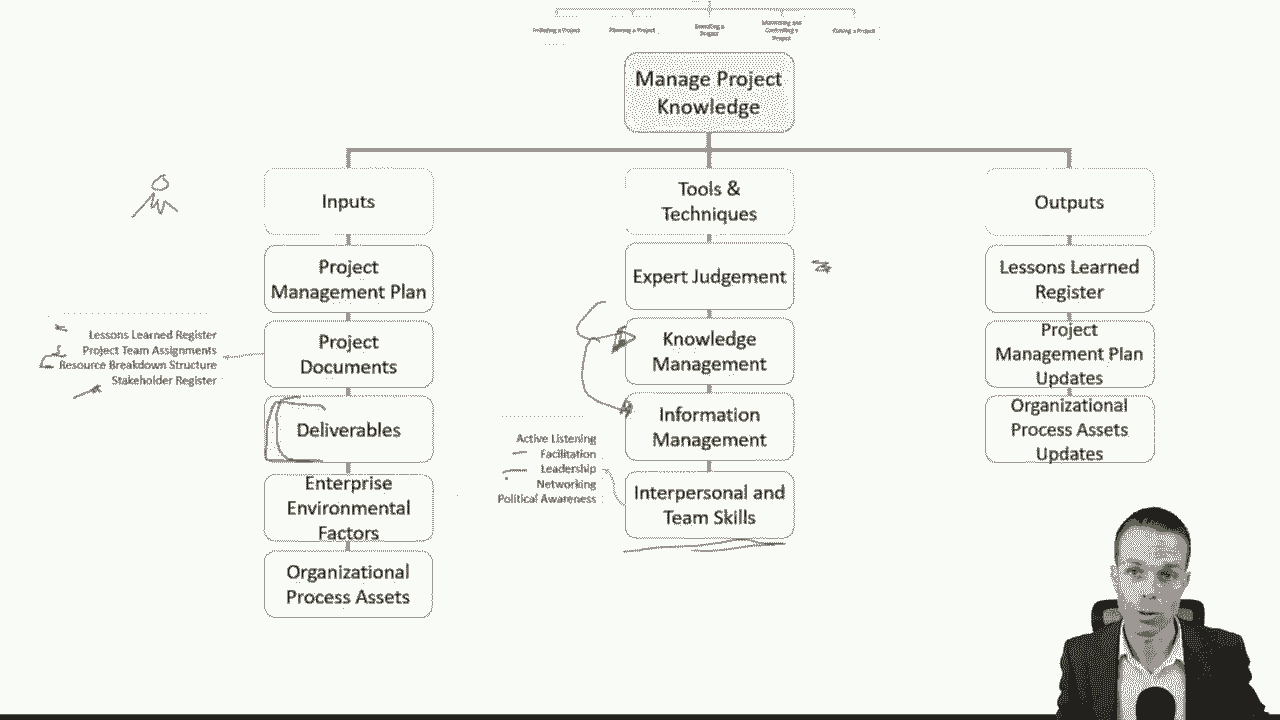 Initiating a Project
Planning a Project
Executing a
Project
Monitoring and
Controlling a
Project
Closing a Project
Manage Project
Knowledge
Inputs
Project
Management Plan
Project
Documents
Lessons Learned Register
Project Team Assignments
Resource Breakdown Structure
Stakeholder Register
Deliverables
Enterprise
Environmental
Factors
Organizational
Process Assets
Tools &
Techniques
Expert Judgement
Knowledge
Management
Information
Management
Interpersonal and
Team Skills
Active Listening
Facilitation
Leadership
Networking
Political Awareness
Outputs
Lessons Learned
Register
Project
Management Plan
Updates
Organizational
Process Assets
Updates